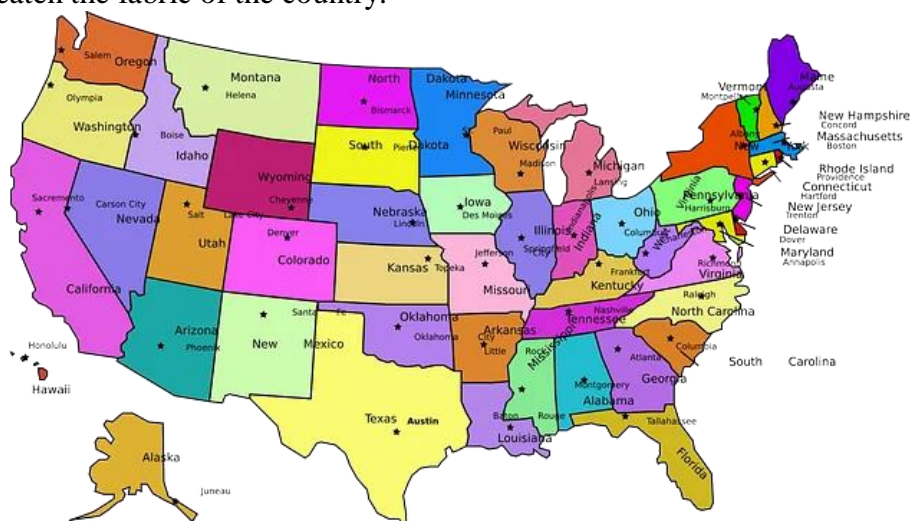 eaten the fabric of the country.
Salem Oregon
Olympia
Washington
Boise
Idaho
Montana
Helena
North Dakota
Bismarck
Minnesota
St. Paul
South Dakota
Pierre
Wisconsin
Madison
Michigan
Lansing
Wyoming
Cheyenne
Sacramento
Carson City
Nevada
Salt Lake City
Utah
Denver
Colorado
Nebraska
Lincoln
Iowa
Des Moines
Illinois
Springfield
Indianapolis
Indiana
Ohio
Columbus
West Virginia
Charleston
Pennsylvania
Harrisburg
New York
Albany
Vermont
Montpelier
Maine
Augusta
New Hampshire
Concord
Massachusetts
Boston
Rhode Island
Providence
Connecticut
Hartford
New Jersey
Trenton
Delaware
Dover
Maryland
Annapolis
California
Kansas
Topeka
Jefferson City
Missouri
Frankfort
Kentucky
Richmond
Virginia
Raleigh
North Carolina
Nashville
Tennessee
Arizona
Phoenix
Santa Fe
New Mexico
Oklahoma
Oklahoma City
Arkansas
Little Rock
Mississippi
Montgomery
Alabama
Atlanta
Georgia
Columbia
South Carolina
Honolulu
Hawaii
Texas Austin
Baton Rouge
Louisiana
Tallahassee
Florida
Alaska
Juneau